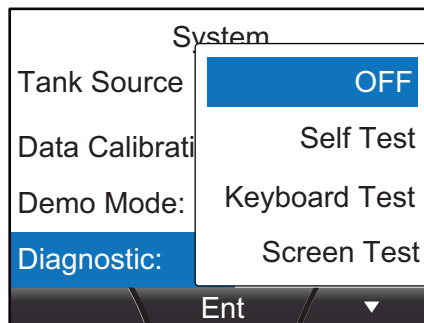 System
Tank Source
OFF
Data Calibrati
Self Test
Demo Mode:
Keyboard Test
Diagnostic:
Screen Test
Ent
▼